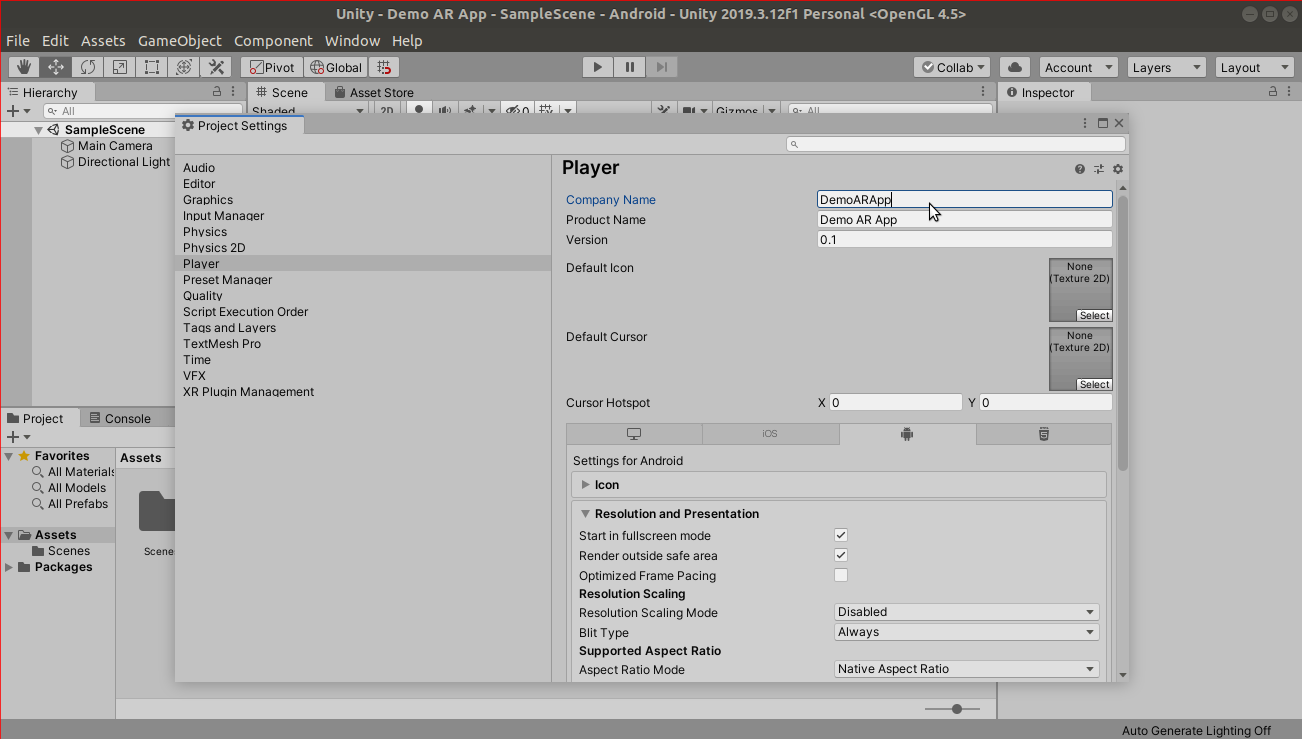 Unity - Demo AR App - SampleScene - Android - Unity 2019.3.12f1 Personal <OpenGL 4.5>
File Edit Assets GameObject Component Window Help
Pivot Global Collab Account Layers Layout
Hierarchy Scene Asset Store Inspector
All Shaded 2D 0 Gizmos All
SampleScene
Main Camera
Directional Light
Project Settings
Audio
Editor
Graphics
Input Manager
Physics
Physics 2D
Player
Preset Manager
Quality
Script Execution Order
Tags and Layers
TextMesh Pro
Time
VFX
XR Plugin Management
Player
Company Name DemoARApp
Product Name Demo AR App
Version 0.1
Default Icon
None
(Texture 2D)
Select
Default Cursor
None
(Texture 2D)
Select
Cursor Hotspot X 0 Y 0
iOS
Settings for Android
Icon
Resolution and Presentation
Start in fullscreen mode
Render outside safe area
Optimized Frame Pacing
Resolution Scaling
Resolution Scaling Mode Disabled
Blit Type Always
Supported Aspect Ratio
Aspect Ratio Mode Native Aspect Ratio
Project Console
Favorites
All Materials
All Models
All Prefabs
Assets
Scenes
Packages
Assets
Scene
Auto Generate Lighting Off